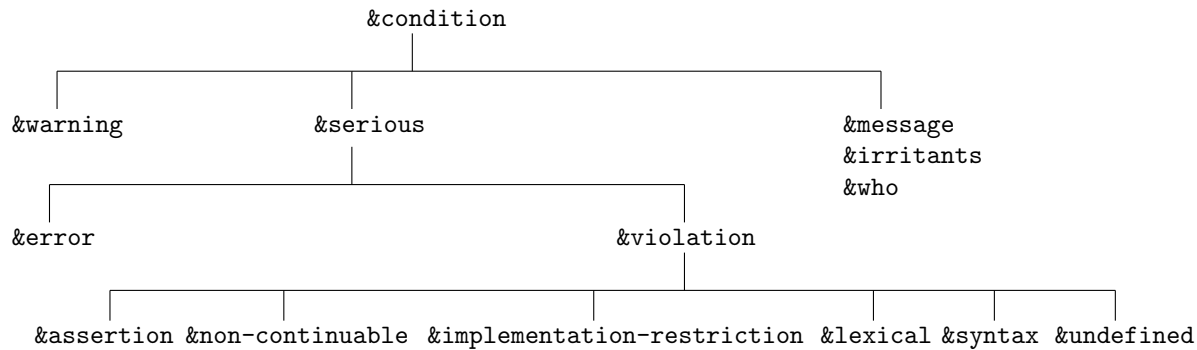 &condition
&warning &serious &message
&irritants
&who
&error &violation
&assertion &non-continuable &implementation-restriction &lexical &syntax &undefined